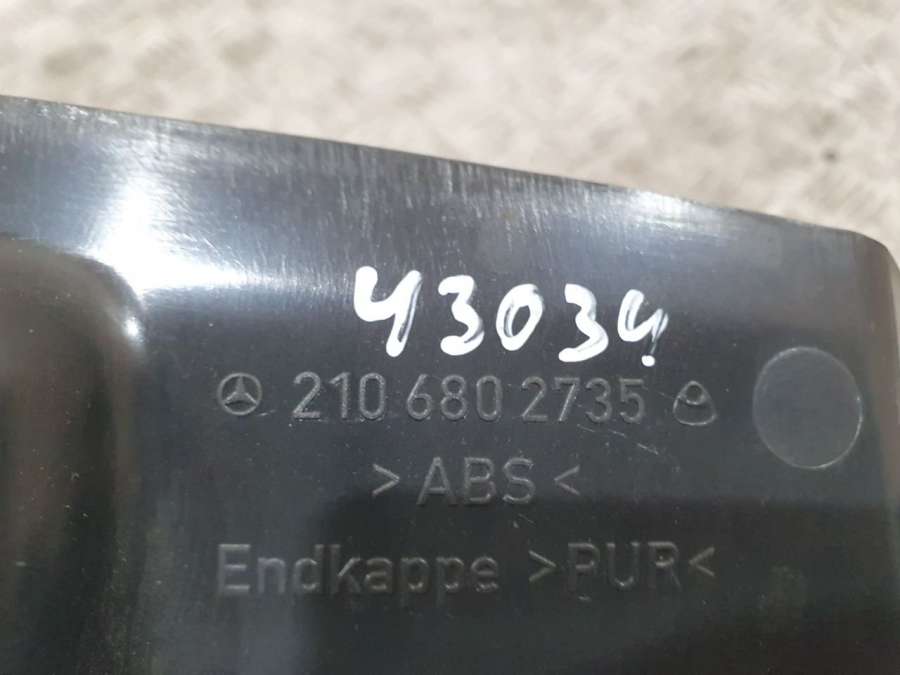 43034
210 680 2735
>ABS<
Endkappe >PUR<